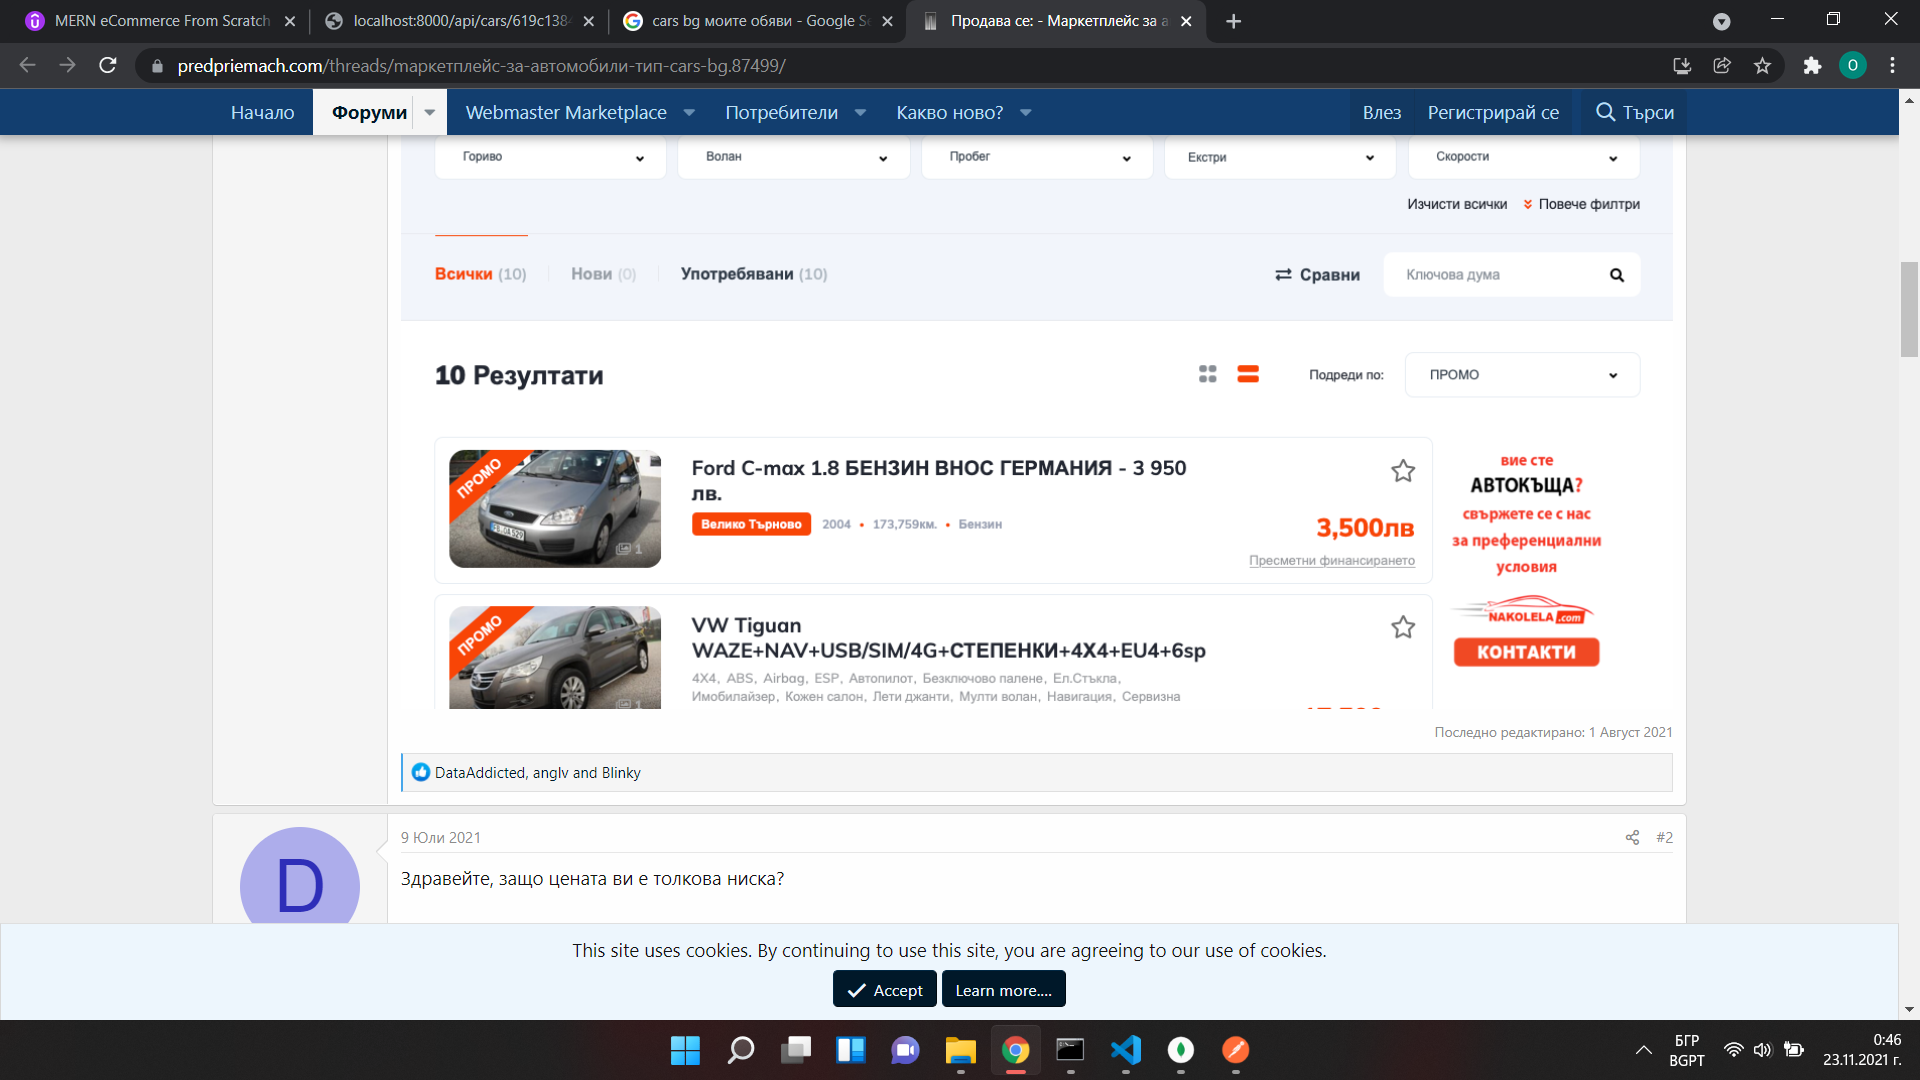 MERN eCommerce From Scratch
localhost:8000/api/cars/619c1384
cars bg моите обяви - Google Se
Продава се: - Маркетплейс за а
predpriemach.com/threads/маркетплейс-за-автомобили-тип-cars-bg.87499/
O
Начало
Форуми
Webmaster Marketplace
Потребители
Какво ново?
Влез
Регистрирай се
Търси
Гориво
Волан
Пробег
Екстри
Скорости
Изчисти всички
Повече филтри
Всички (10)
Нови (0)
Употребявани (10)
Сравни
Ключова дума
10 Резултати
Подреди по:
ПРОМО
ПРОМО
1
Ford C-max 1.8 БЕНЗИН ВНОС ГЕРМАНИЯ - 3 950
лв.
Велико Търново
2004 • 173,759км. • Бензин
3,500лв
Пресметни финансирането
вие сте
АВТОКЪЩА?
свържете се с нас
за преференциални
условия
NAKOLELA.com
КОНТАКТИ
ПРОМО
1
VW Tiguan
WAZE+NAV+USB/SIM/4G+СТЕПЕНКИ+4X4+EU4+6sp
4X4, ABS, Airbag, ESP, Автопилот, Безключово палене, Ел.Стъкла,
Имобилайзер, Кожен салон, Лети джанти, Мулти волан, Навигация, Сервизна
Последно редактирано: 1 Август 2021
DataAddicted, anglv and Blinky
D
9 Юли 2021
#2
Здравейте, защо цената ви е толкова ниска?
This site uses cookies. By continuing to use this site, you are agreeing to our use of cookies.
Accept
Learn more....
БГР
BGPT
0:46
23.11.2021 г.